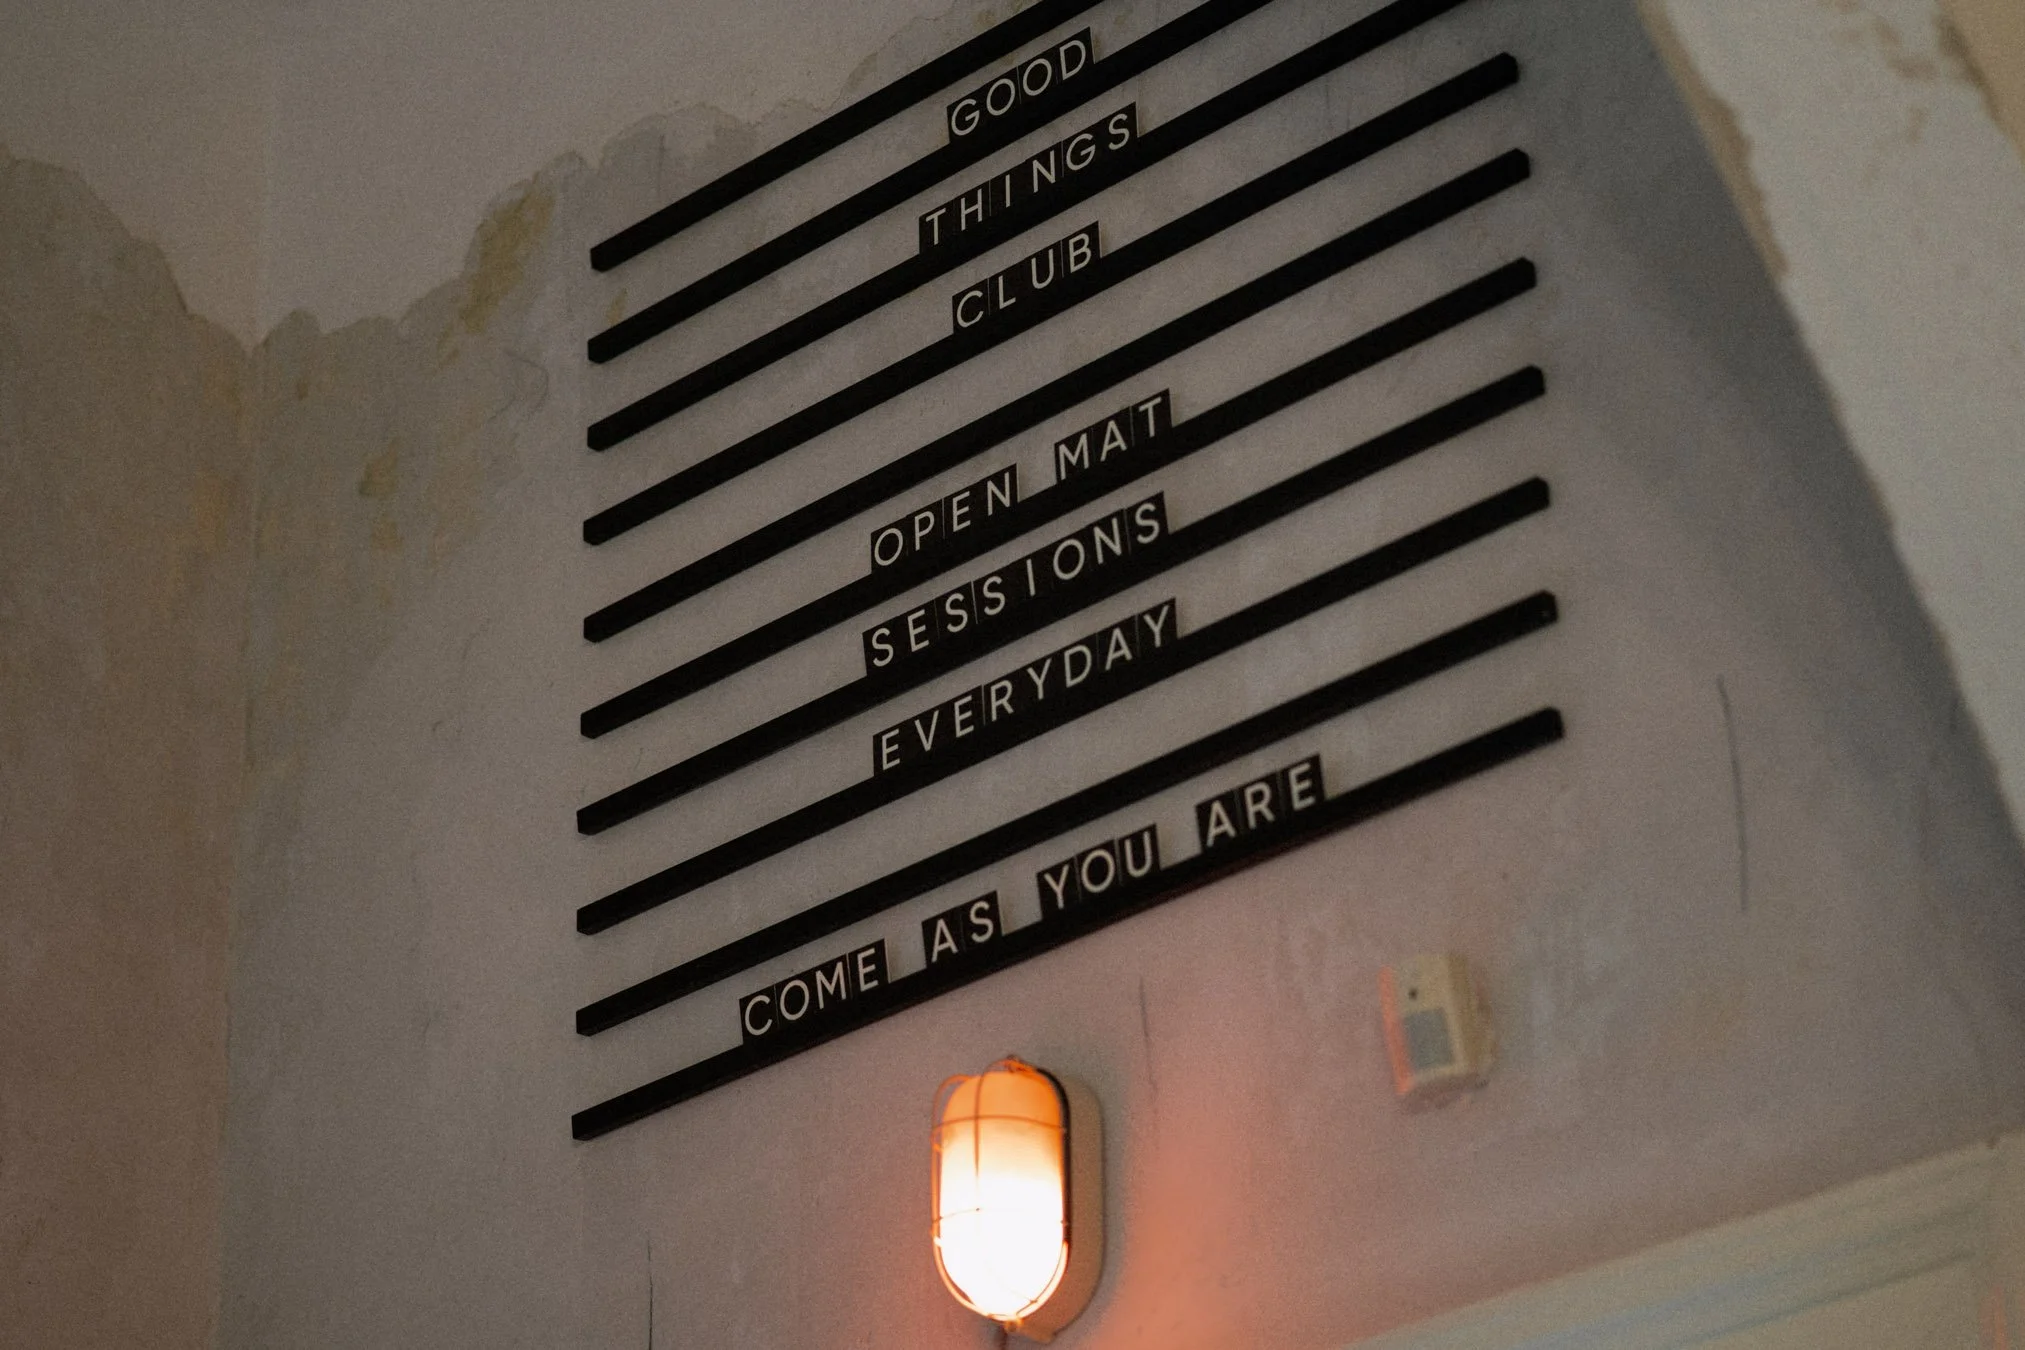 GOOD
THINGS
CLUB
OPEN MAT
SESSIONS
EVERYDAY
COME AS YOU ARE